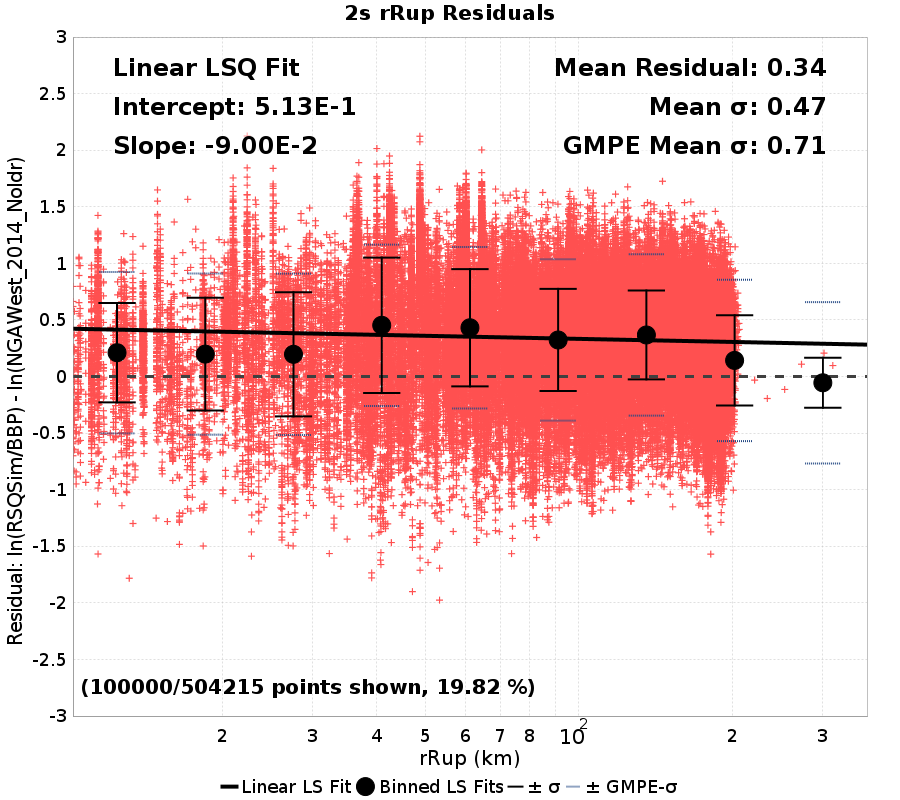 2s rRup Residuals
Linear LSQ Fit
Intercept: 5.13E-1
Slope: -9.00E-2
Mean Residual: 0.34
Mean σ: 0.47
GMPE Mean σ: 0.71
Residual: ln(RSQSim/BBP) - ln(NGAWest_2014_NoIdr)
3
2.5
2
1.5
1
0.5
0
-0.5
-1
-1.5
-2
-2.5
-3
(100000/504215 points shown, 19.82 %)
2 3 4 5 6 7 8 10² 2 3
rRup (km)
Linear LS Fit Binned LS Fits ± σ ± GMPE-σ